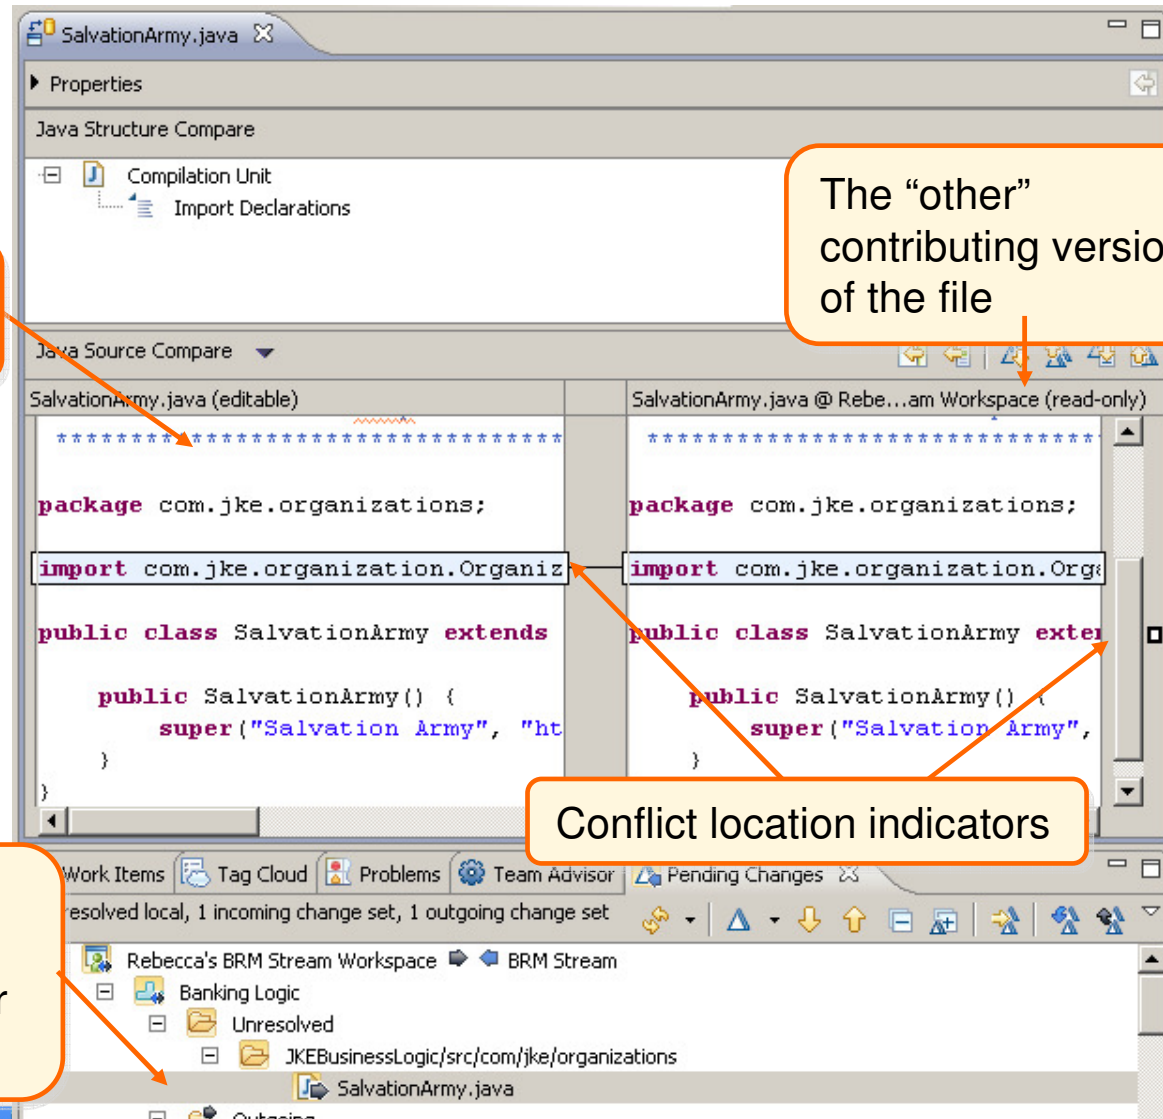 SalvationArmy.java
Properties
Java Structure Compare
Compilation Unit
Import Declarations
The “other”
contributing versio
of the file
Java Source Compare
SalvationArmy.java (editable)
SalvationArmy.java @ Rebe...am Workspace (read-only)
**********************************
package com.jke.organizations;
import com.jke.organization.Organiz
public class SalvationArmy extends
public SalvationArmy() {
super("Salvation Army", "ht
}
}
******************************
package com.jke.organizations;
import com.jke.organization.Orga
public class SalvationArmy exter
public SalvationArmy() {
super("Salvation Army",
}
Conflict location indicators
Work Items
Tag Cloud
Problems
Team Advisor
Pending Changes
resolved local, 1 incoming change set, 1 outgoing change set
Rebecca's BRM Stream Workspace
BRM Stream
Banking Logic
Unresolved
JKEBusinessLogic/src/com/jke/organizations
SalvationArmy.java
r
Outgoing